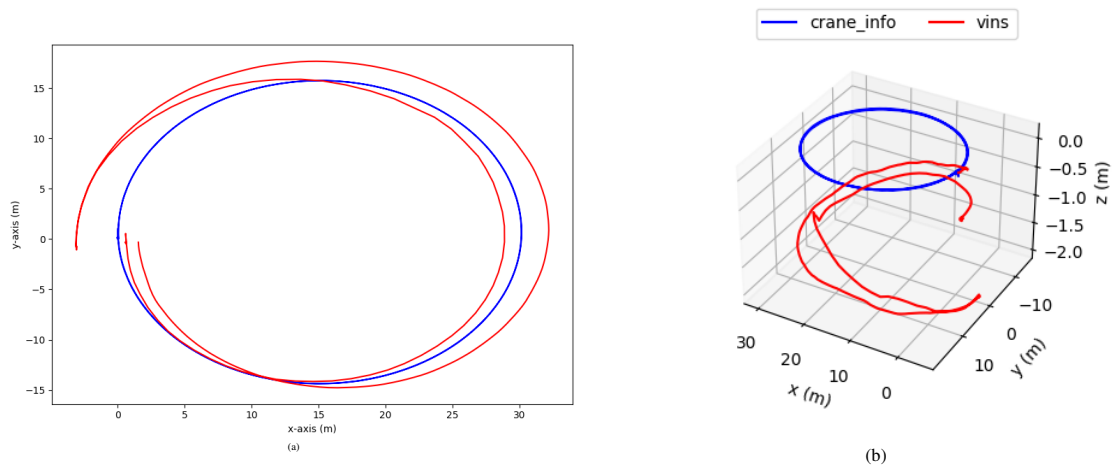 15
10
5
0
−5
−10
−15
y-axis (m)
0 5 10 15 20 25 30
x-axis (m)
(a)
crane_info vins
0.0
−0.5
−1.0
−1.5
−2.0
z (m)
−10
0
10
y (m)
30 20 10 0
x (m)
(b)